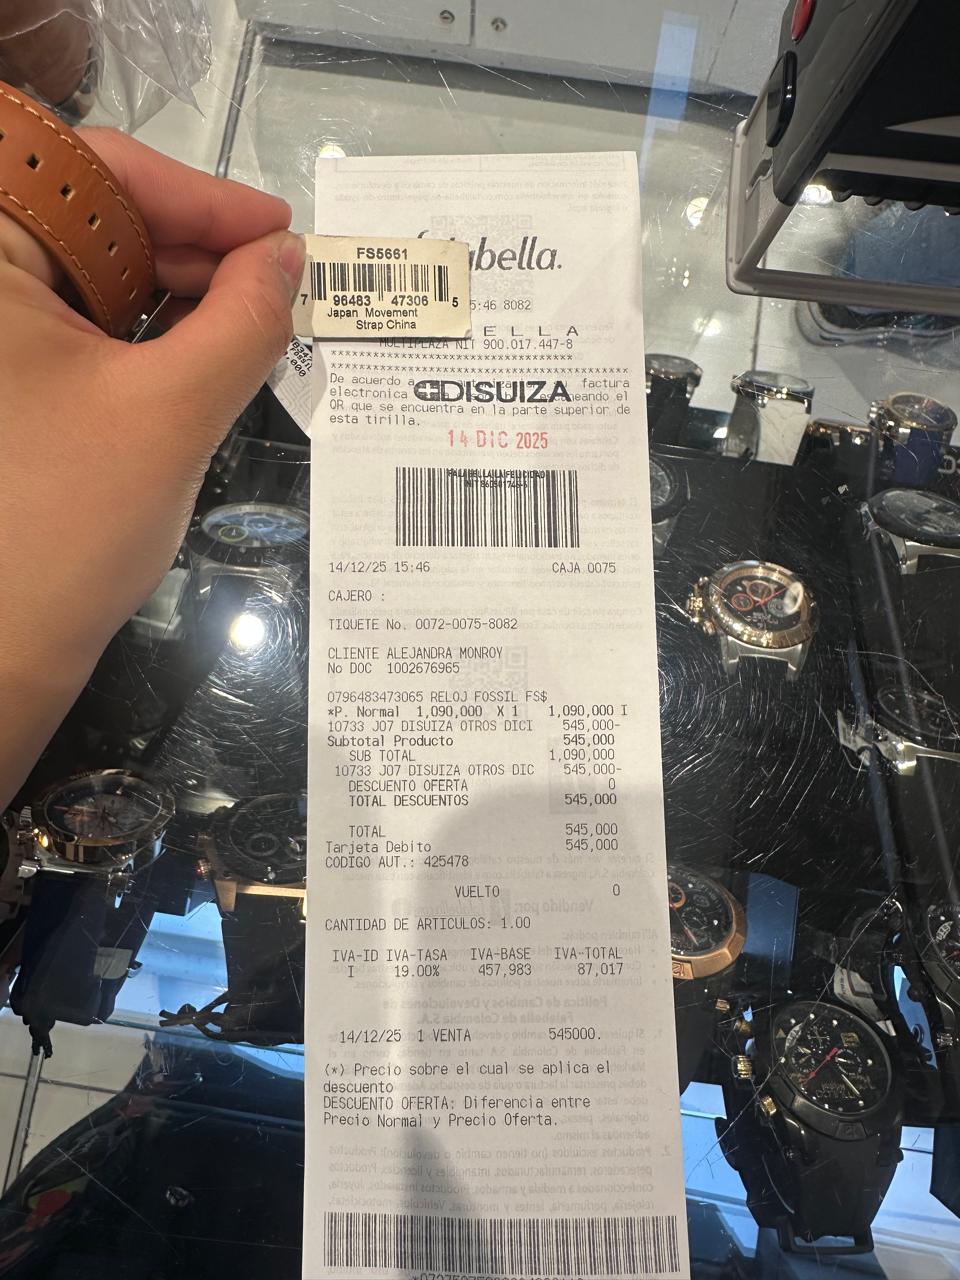 FS5661
7 96483 47306 5
Japan Movement
Strap China
abella.
5:46 8082
ELLA
MULTIPLAZA NIT 900.017.447-8
****************************************
****************************************
De acuerdo a factura
electronica escaneando el
QR que se encuentra en la parte superior de
esta tirilla.
DISUIZA
14 DIC 2025
FALABELLA LA FELICIDAD
14/12/25 15:46 CAJA 0075
CAJERO :
TIQUETE No. 0072-0075-8082
CLIENTE ALEJANDRA MONROY
No DOC 1002676965
0796483473065 RELOJ FOSSIL FS$
*P. Normal 1,090,000 X 1 1,090,000 I
10733 J07 DISUIZA OTROS DICI 545,000-
Subtotal Producto 545,000
SUB TOTAL 1,090,000
10733 J07 DISUIZA OTROS DIC 545,000-
DESCUENTO OFERTA 0
TOTAL DESCUENTOS 545,000
TOTAL 545,000
Tarjeta Debito 545,000
CODIGO AUT.: 425478
VUELTO 0
CANTIDAD DE ARTICULOS: 1.00
IVA-ID IVA-TASA IVA-BASE IVA-TOTAL
I 19.00% 457,983 87,017
14/12/25 1 VENTA 545000.
(*) Precio sobre el cual se aplica el
descuento
DESCUENTO OFERTA: Diferencia entre
Precio Normal y Precio Oferta.